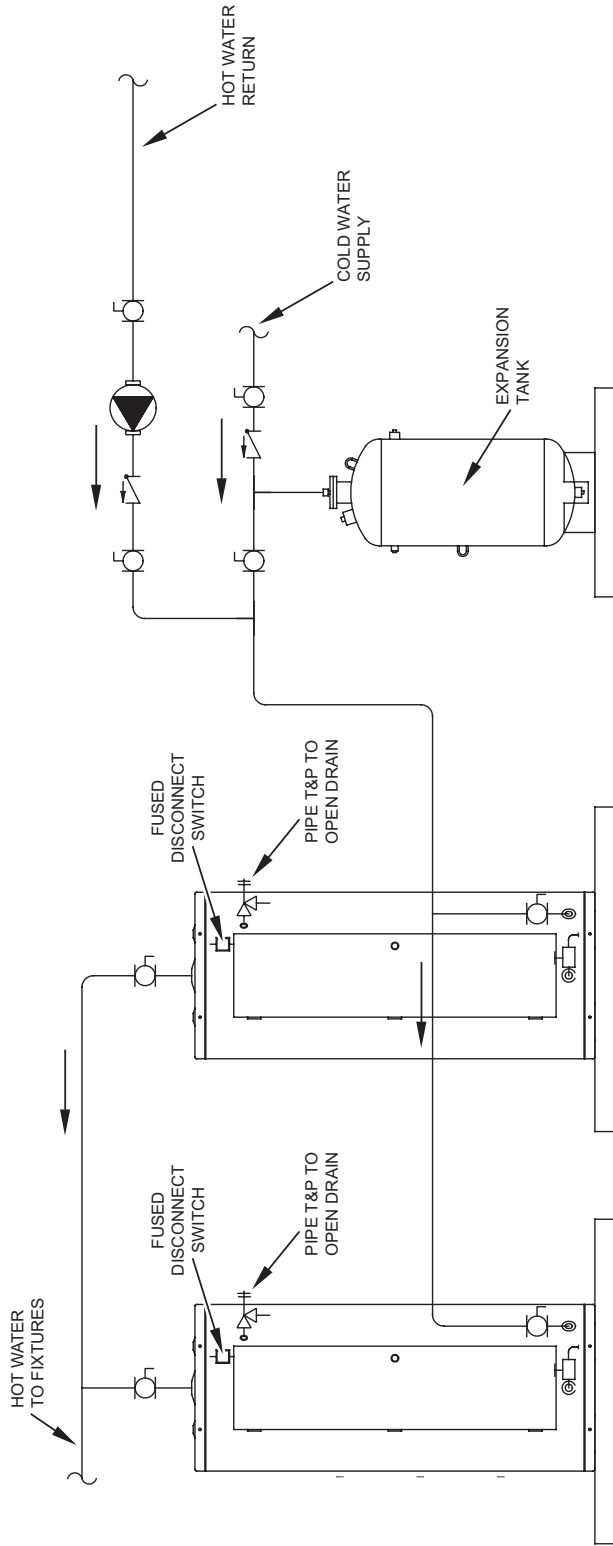 HOT WATER
TO FIXTURES
FUSED
DISCONNECT
SWITCH
PIPE T&P TO
OPEN DRAIN
FUSED
DISCONNECT
SWITCH
PIPE T&P TO
OPEN DRAIN
EXPANSION
TANK
COLD WATER
SUPPLY
HOT WATER
RETURN